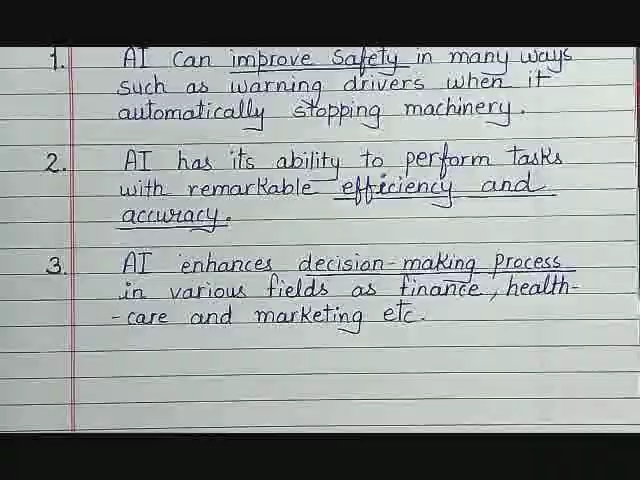 1. AI can improve safety in many ways
such as warning drivers when it
automatically stopping machinery.
2. AI has its ability to perform tasks
with remarkable efficiency and
accuracy.
3. AI enhances decision-making process
in various fields as finance, health-
-care and marketing etc.